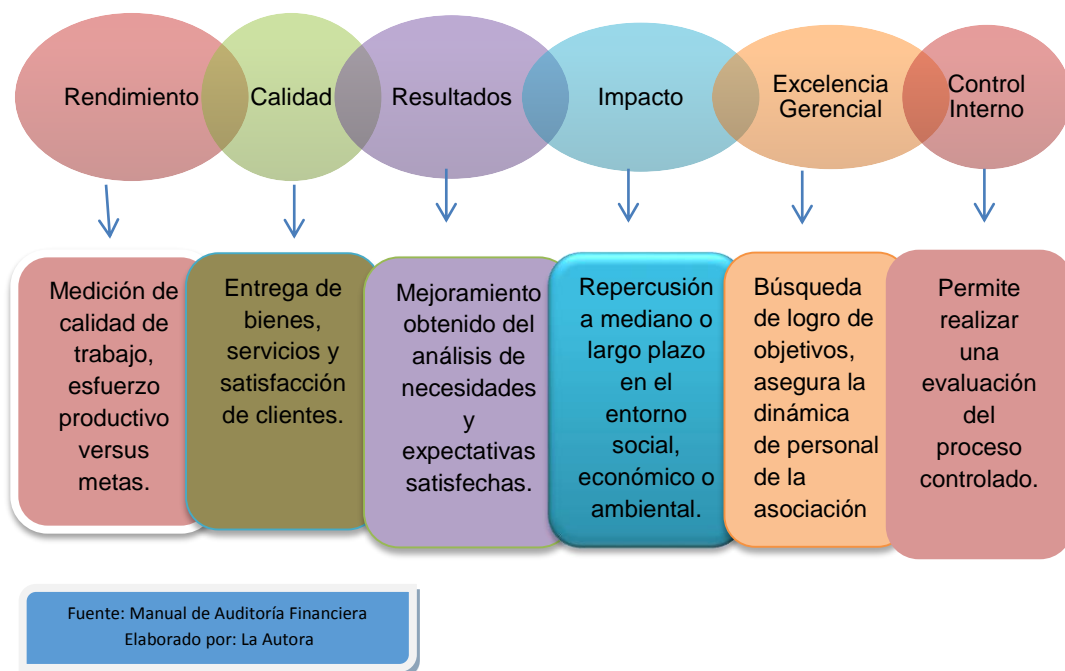 Rendimiento
Calidad
Resultados
Impacto
Excelencia
Gerencial
Control
Interno
Medición de
calidad de
trabajo,
esfuerzo
productivo
versus
metas.
Entrega de
bienes,
servicios y
satisfacción
de clientes.
Mejoramiento
obtenido del
análisis de
necesidades
y
expectativas
satisfechas.
Repercusión
a mediano o
largo plazo
en el
entorno
social,
económico o
ambiental.
Búsqueda
de logro de
objetivos,
asegura la
dinámica
de personal
de la
asociación
Permite
realizar
una
evaluación
del
proceso
controlado.
Fuente: Manual de Auditoría Financiera
Elaborado por: La Autora